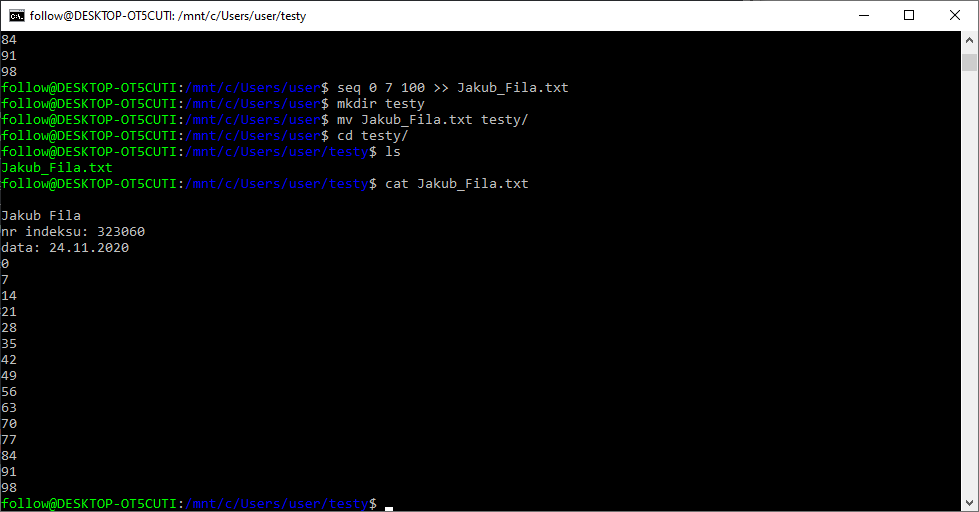 follow@DESKTOP-OT5CUTI: /mnt/c/Users/user/testy
84
91
98
follow@DESKTOP-OT5CUTI:/mnt/c/Users/user$ seq 0 7 100 >> Jakub_Fila.txt
follow@DESKTOP-OT5CUTI:/mnt/c/Users/user$ mkdir testy
follow@DESKTOP-OT5CUTI:/mnt/c/Users/user$ mv Jakub_Fila.txt testy/
follow@DESKTOP-OT5CUTI:/mnt/c/Users/user$ cd testy/
follow@DESKTOP-OT5CUTI:/mnt/c/Users/user/testy$ ls
Jakub_Fila.txt
follow@DESKTOP-OT5CUTI:/mnt/c/Users/user/testy$ cat Jakub_Fila.txt
Jakub Fila
nr indeksu: 323060
data: 24.11.2020
0
7
14
21
28
35
42
49
56
63
70
77
84
91
98
follow@DESKTOP-OT5CUTI:/mnt/c/Users/user/testy$